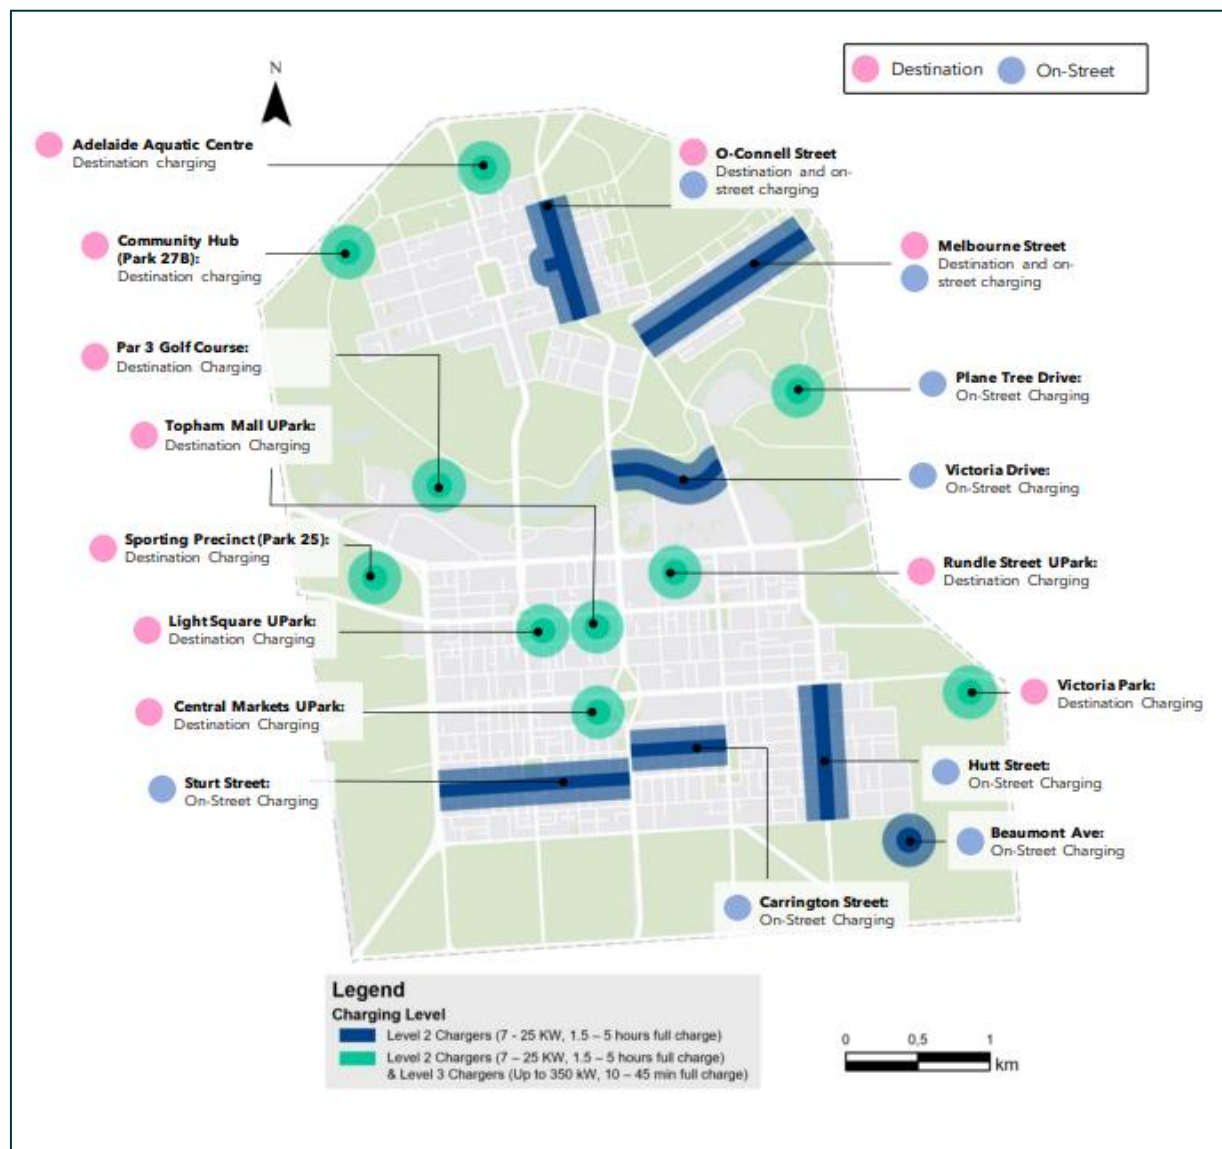 Destination
On-Street
N
Adelaide Aquatic Centre
Destination charging
O-Connell Street
Destination and on-
street charging
Community Hub
(Park 27B):
Destination charging
Melbourne Street
Destination and on-
street charging
Par 3 Golf Course:
Destination Charging
Plane Tree Drive:
On-Street Charging
Topham Mall UPark:
Destination Charging
Victoria Drive:
On-Street Charging
Sporting Precinct (Park 25):
Destination Charging
Rundle Street UPark:
Destination Charging
Light Square UPark:
Destination Charging
Victoria Park:
Destination Charging
Central Markets UPark:
Destination Charging
Hutt Street:
On-Street Charging
Sturt Street:
On-Street Charging
Beaumont Ave:
On-Street Charging
Carrington Street:
On-Street Charging
Legend
Charging Level
Level 2 Chargers (7 - 25 KW, 1.5 – 5 hours full charge)
Level 2 Chargers (7 – 25 KW, 1.5 – 5 hours full charge)
& Level 3 Chargers (Up to 350 kW, 10 – 45 min full charge)
0 0,5 1
km